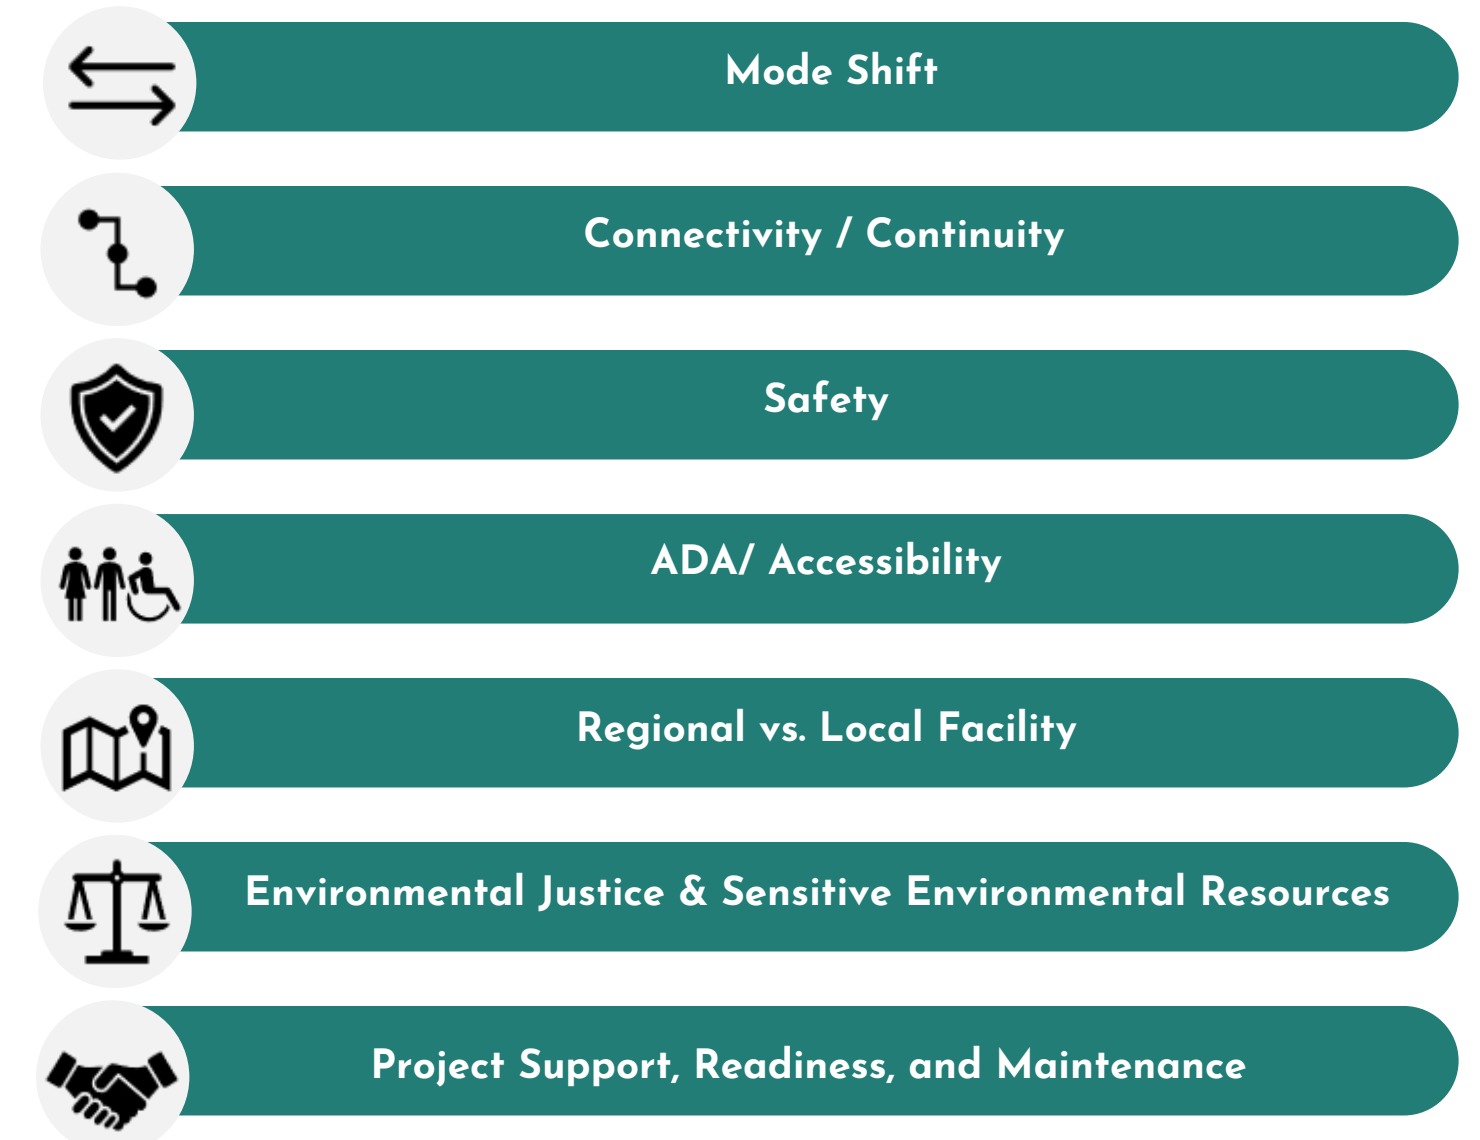 Mode Shift
Connectivity / Continuity
Safety
ADA/ Accessibility
Regional vs. Local Facility
Environmental Justice & Sensitive Environmental Resources
Project Support, Readiness, and Maintenance